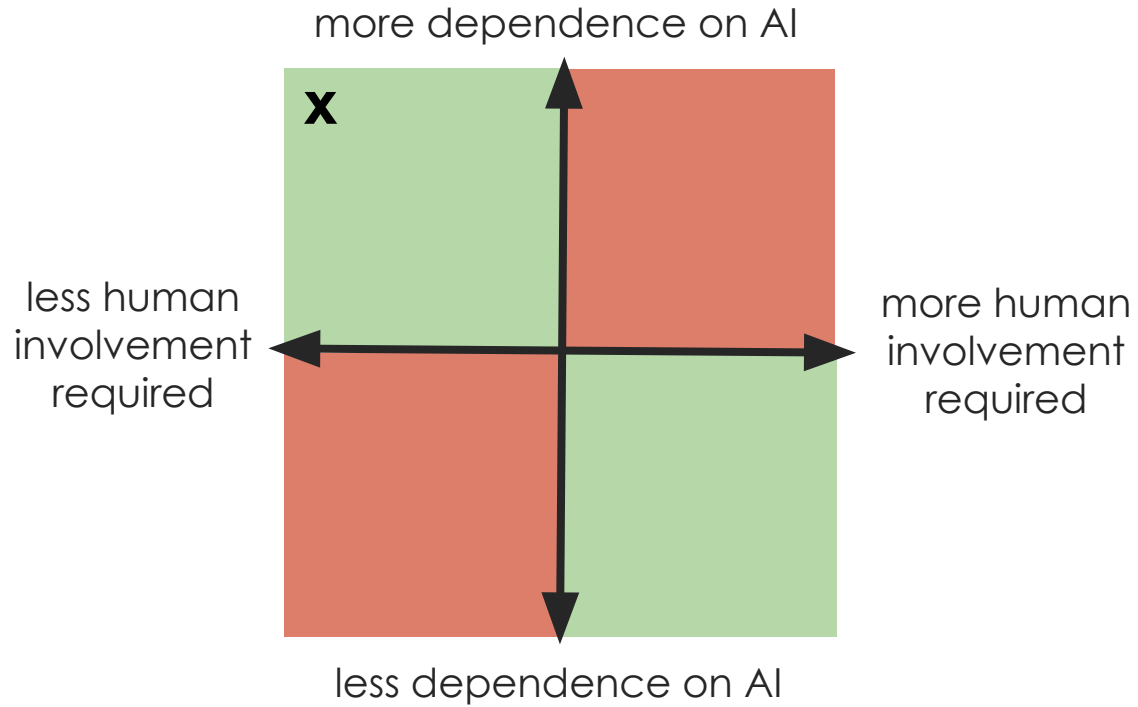 more dependence on AI
x
less human
involvement
required
more human
involvement
required
less dependence on AI